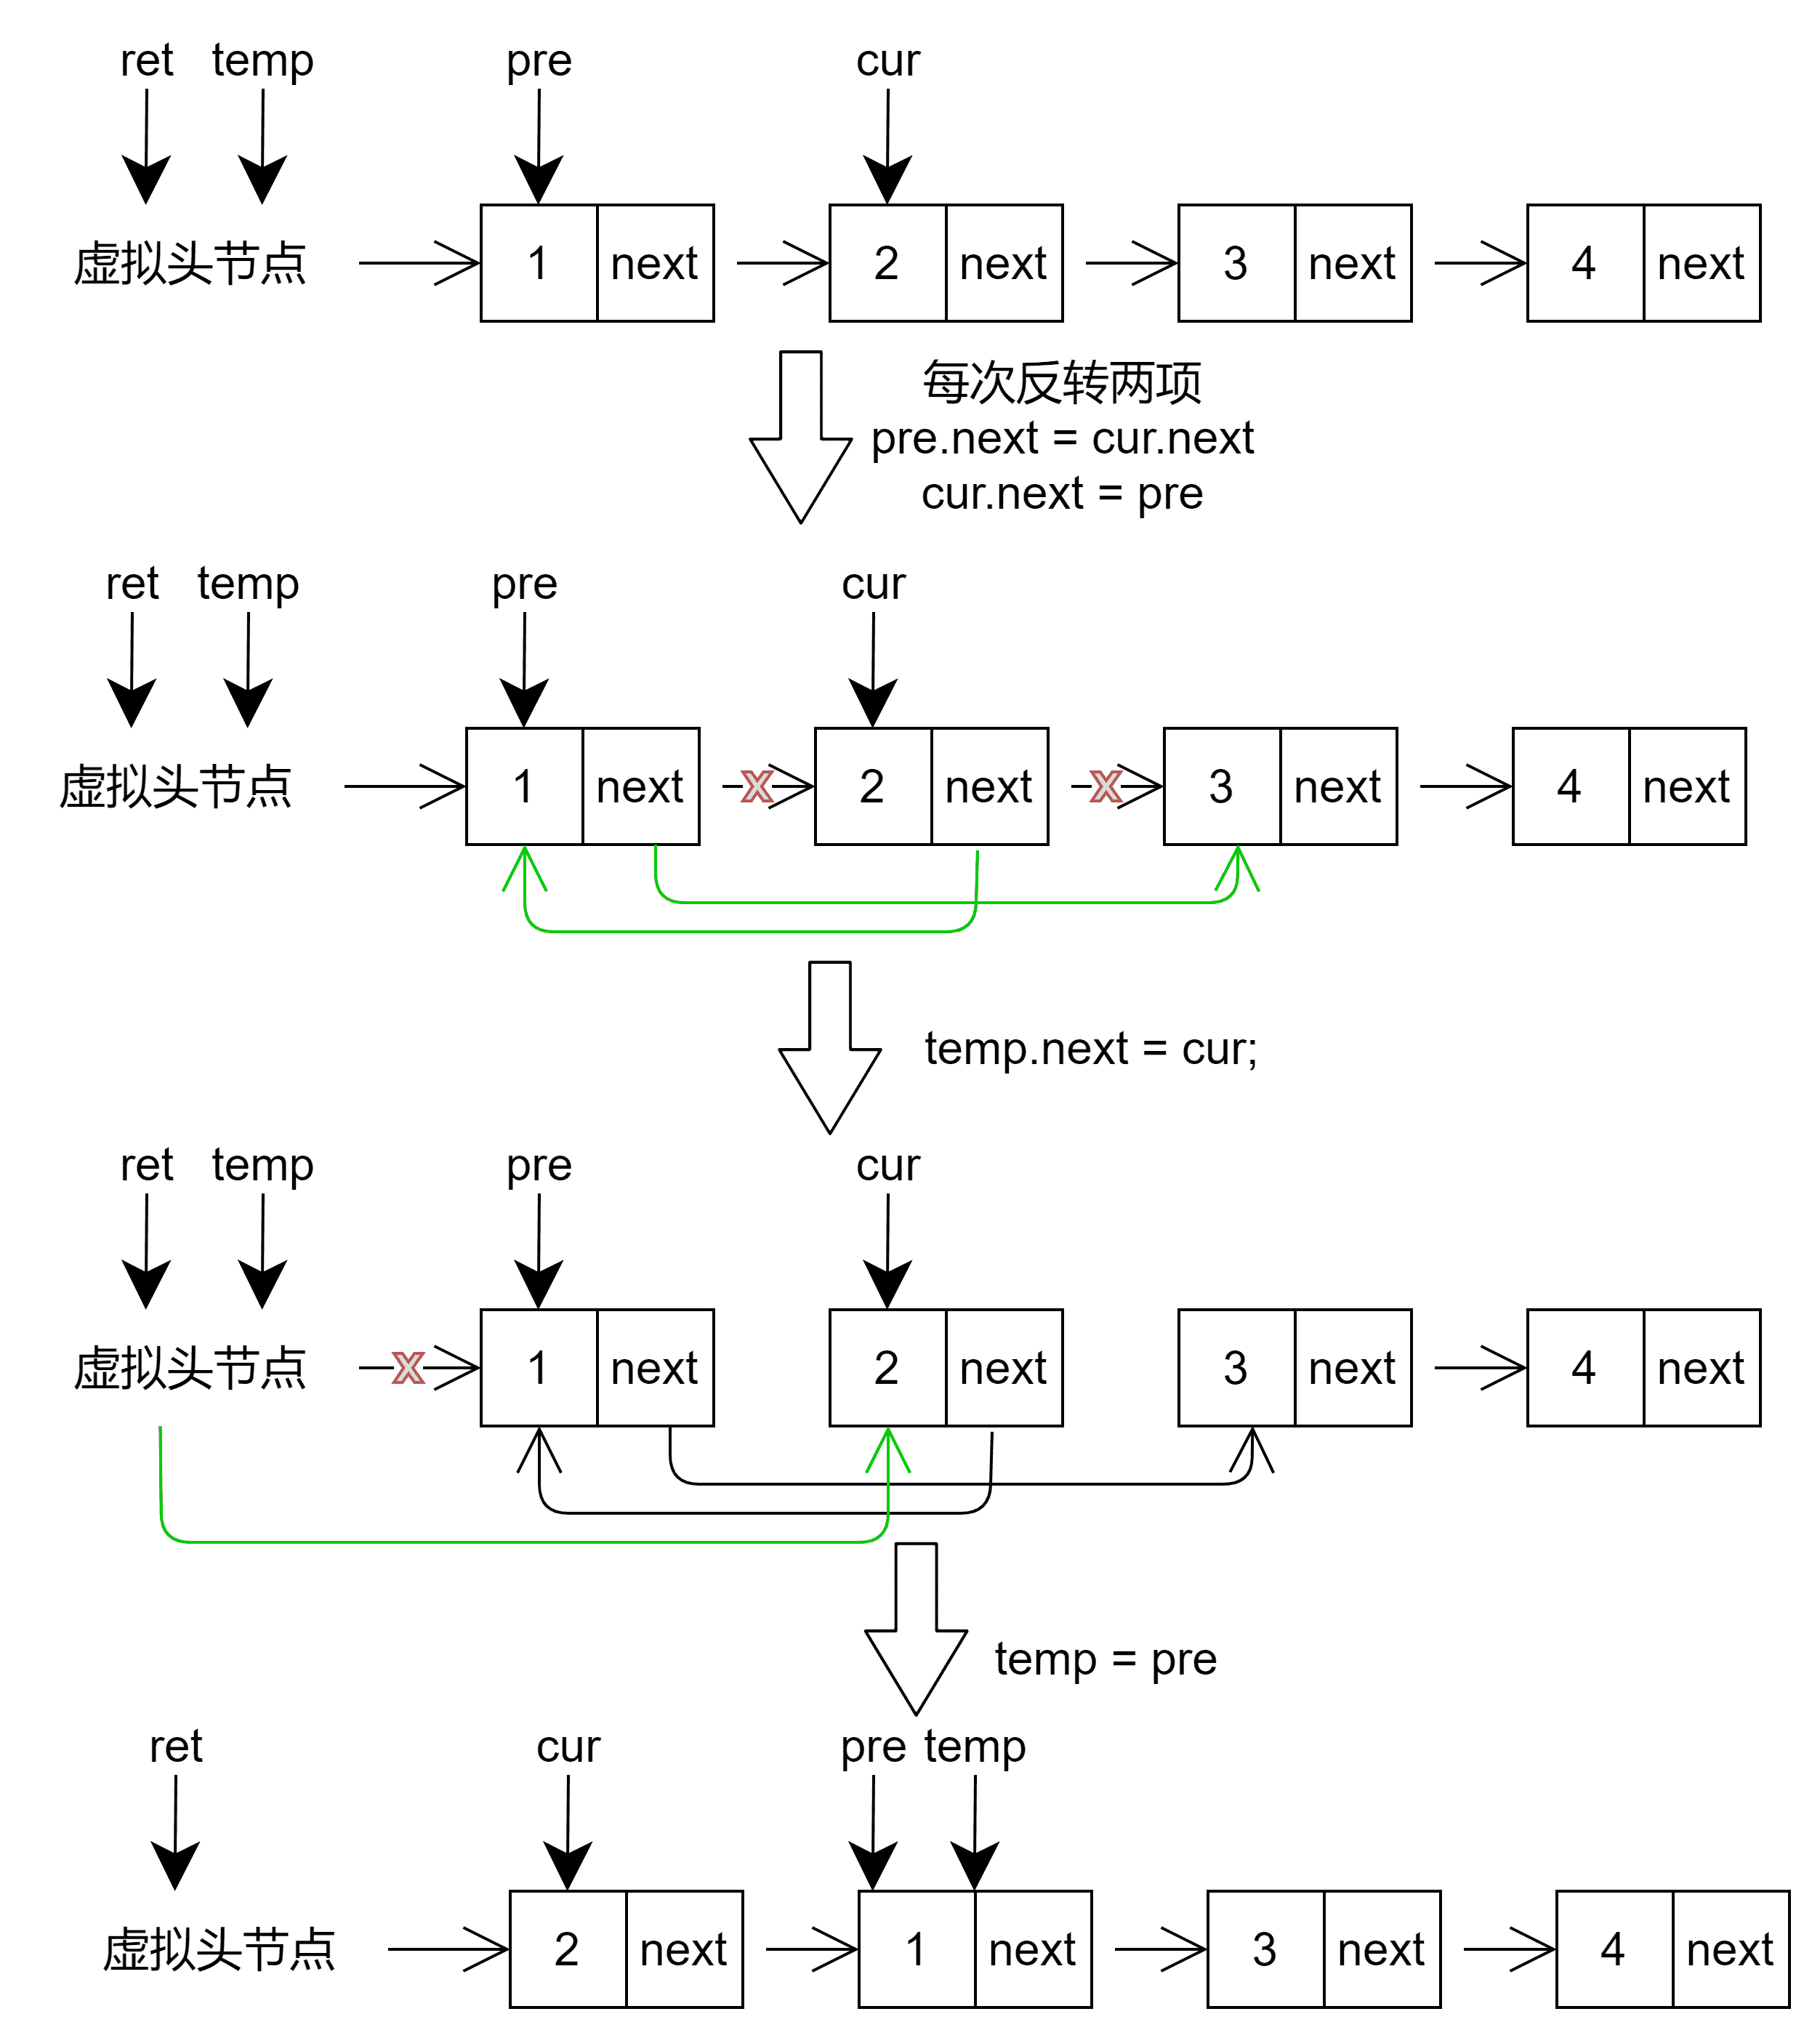 ret temp pre cur
虚拟头节点 1 next 2 next 3 next 4 next
每次反转两项
pre.next = cur.next
cur.next = pre
ret temp pre cur
虚拟头节点 1 next X 2 next X 3 next 4 next
temp.next = cur;
ret temp pre cur
虚拟头节点 X 1 next 2 next 3 next 4 next
temp = pre
ret cur pre temp
虚拟头节点 2 next 1 next 3 next 4 next